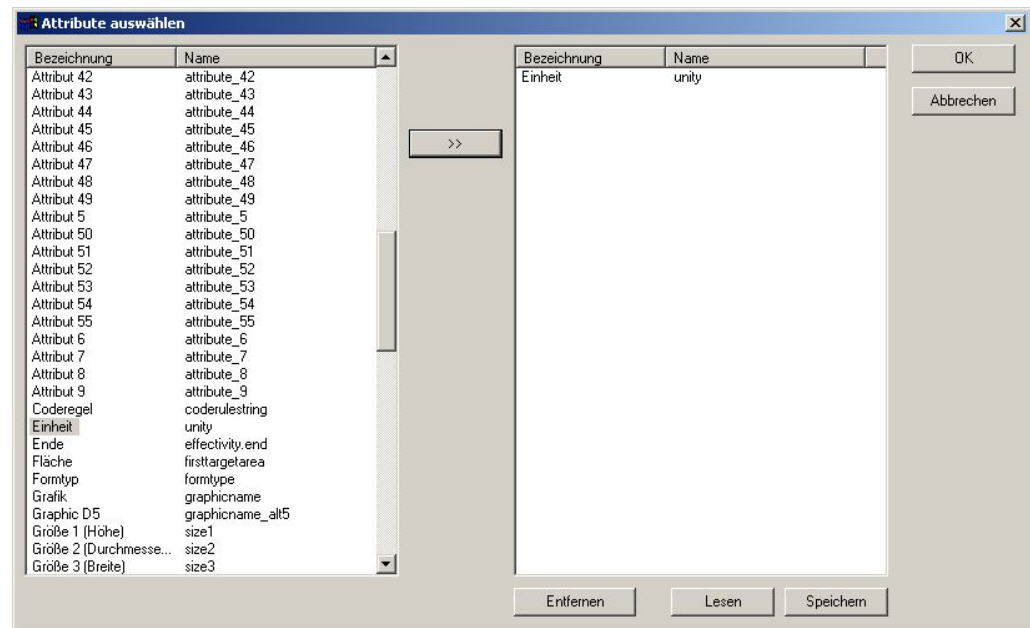 Attribute auswählen
Bezeichnung Name
Attribut 42 attribute_42
Attribut 43 attribute_43
Attribut 44 attribute_44
Attribut 45 attribute_45
Attribut 46 attribute_46
Attribut 47 attribute_47
Attribut 48 attribute_48
Attribut 49 attribute_49
Attribut 5 attribute_5
Attribut 50 attribute_50
Attribut 51 attribute_51
Attribut 52 attribute_52
Attribut 53 attribute_53
Attribut 54 attribute_54
Attribut 55 attribute_55
Attribut 6 attribute_6
Attribut 7 attribute_7
Attribut 8 attribute_8
Attribut 9 attribute_9
Coderegel coderulestring
Einheit unity
Ende effectivity.end
Fläche firsttargetarea
Formtyp formtype
Grafik graphicname
Graphic D5 graphicname_alt5
Größe 1 (Höhe) size1
Größe 2 (Durchmesse... size2
Größe 3 (Breite) size3
>>
Bezeichnung Name
Einheit unity
OK
Abbrechen
Entfernen Lesen Speichern